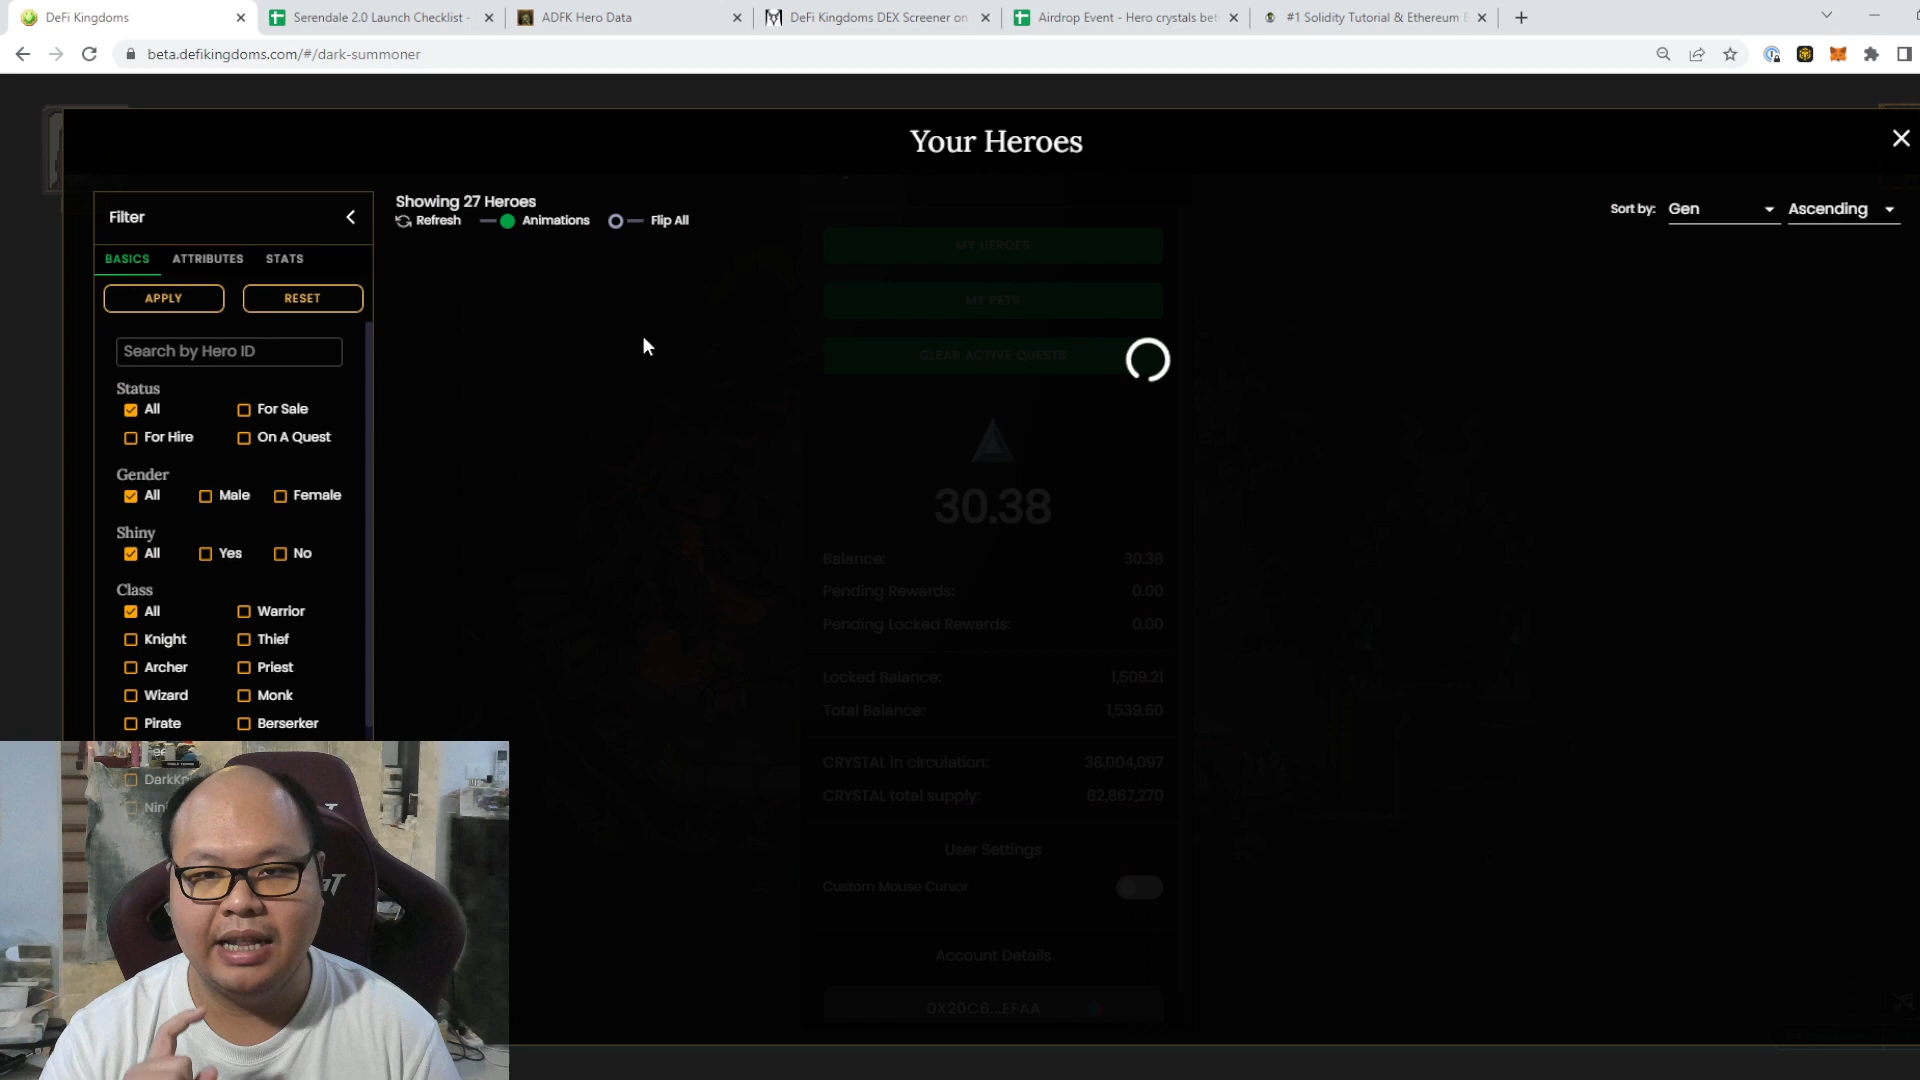 DeFi Kingdoms
Serendale 2.0 Launch Checklist -
ADFK Hero Data
DeFi Kingdoms DEX Screener on
Airdrop Event - Hero crystals bet
#1 Solidity Tutorial & Ethereum
beta.defikingdoms.com/#/dark-summoner
Your Heroes
Filter
Showing 27 Heroes
Refresh Animations Flip All
Sort by: Gen Ascending
BASICS ATTRIBUTES STATS
APPLY RESET
Search by Hero ID
Status
All For Sale
For Hire On A Quest
Gender
All Male Female
Shiny
All Yes No
Class
All Warrior
Knight Thief
Archer Priest
Wizard Monk
Pirate Berserker
MY HEROES
MY PETS
CLEAR ACTIVE QUESTS
30.38
Balance: 30.38
Pending Rewards: 0.00
Pending Locked Rewards: 0.00
Locked Balance: 1,509.21
Total Balance: 1,539.60
CRYSTAL in circulation: 38,004,097
CRYSTAL total supply: 82,867,270
User Settings
Custom Mouse Cursor
Account Details
0X20C6...EFAA